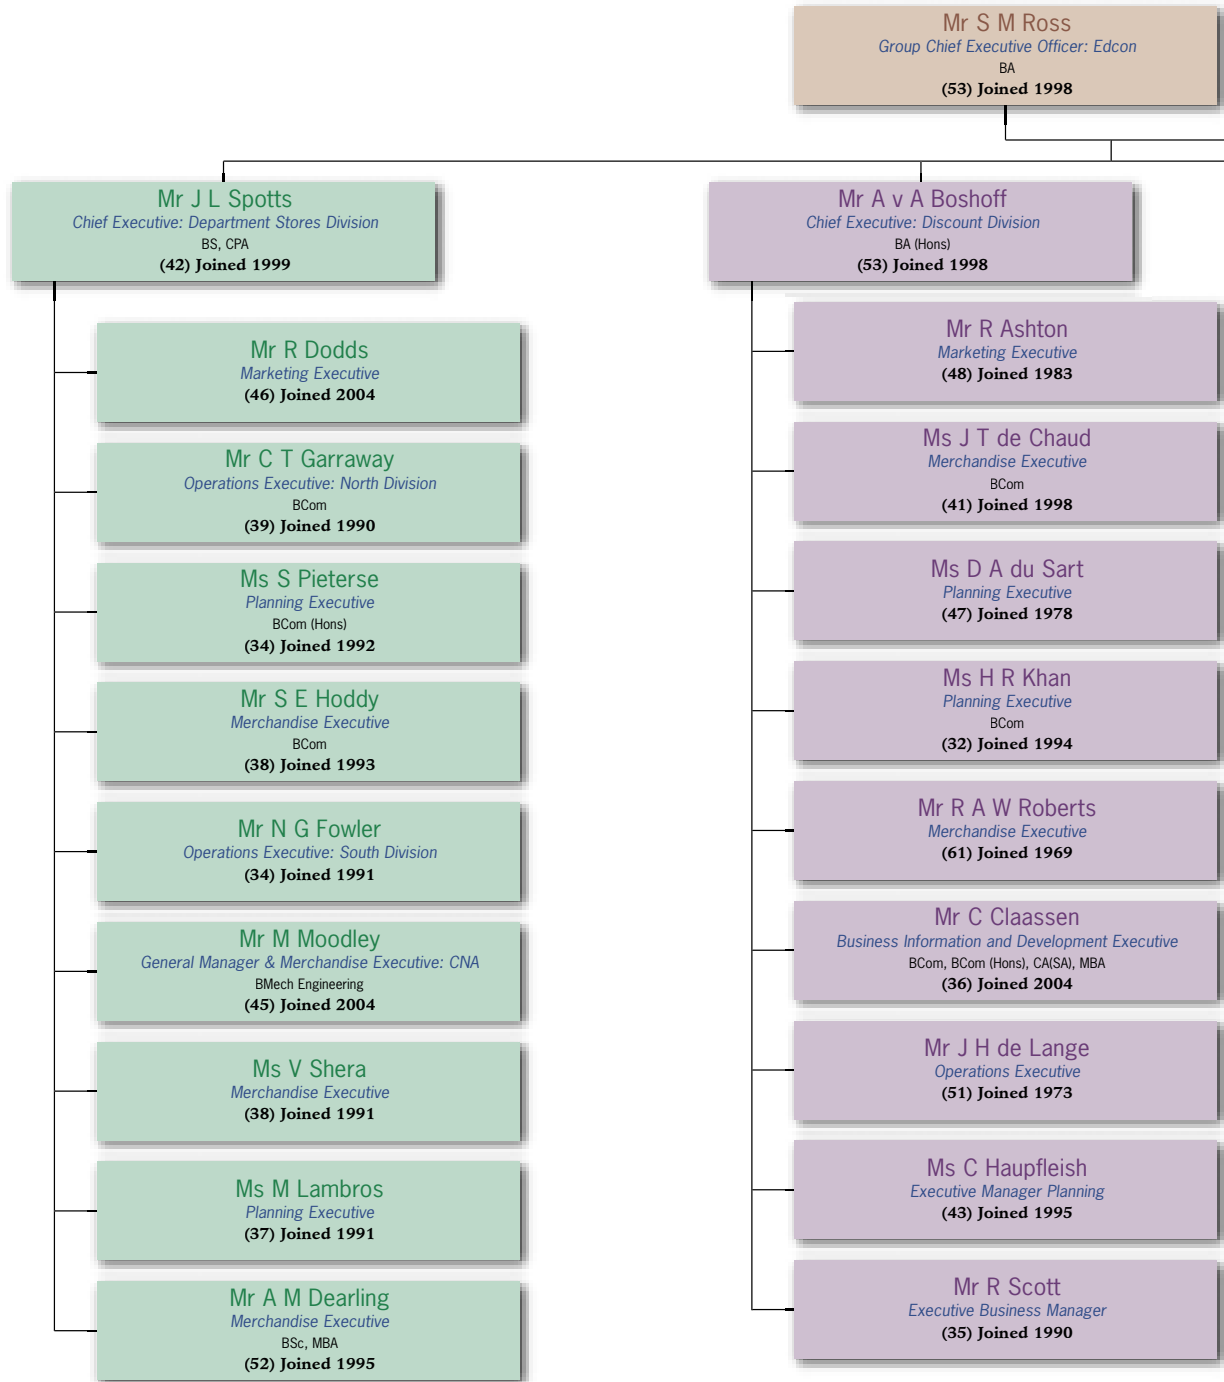 Mr S M Ross
Group Chief Executive Officer: Edcon
BA
(53) Joined 1998
Mr J L Spotts
Chief Executive: Department Stores Division
BS, CPA
(42) Joined 1999
Mr R Dodds
Marketing Executive
(46) Joined 2004
Mr C T Garraway
Operations Executive: North Division
BCom
(39) Joined 1990
Ms S Pieterse
Planning Executive
BCom (Hons)
(34) Joined 1992
Mr S E Hoddy
Merchandise Executive
BCom
(38) Joined 1993
Mr N G Fowler
Operations Executive: South Division
(34) Joined 1991
Mr M Moodley
General Manager & Merchandise Executive: CNA
BMech Engineering
(45) Joined 2004
Ms V Shera
Merchandise Executive
(38) Joined 1991
Ms M Lambros
Planning Executive
(37) Joined 1991
Mr A M Dearling
Merchandise Executive
BSc, MBA
(52) Joined 1995
Mr A v A Boshoff
Chief Executive: Discount Division
BA (Hons)
(53) Joined 1998
Mr R Ashton
Marketing Executive
(48) Joined 1983
Ms J T de Chaud
Merchandise Executive
BCom
(41) Joined 1998
Ms D A du Sart
Planning Executive
(47) Joined 1978
Ms H R Khan
Planning Executive
BCom
(32) Joined 1994
Mr R A W Roberts
Merchandise Executive
(61) Joined 1969
Mr C Claassen
Business Information and Development Executive
BCom, BCom (Hons), CA(SA), MBA
(36) Joined 2004
Mr J H de Lange
Operations Executive
(51) Joined 1973
Ms C Haupfleish
Executive Manager Planning
(43) Joined 1995
Mr R Scott
Executive Business Manager
(35) Joined 1990